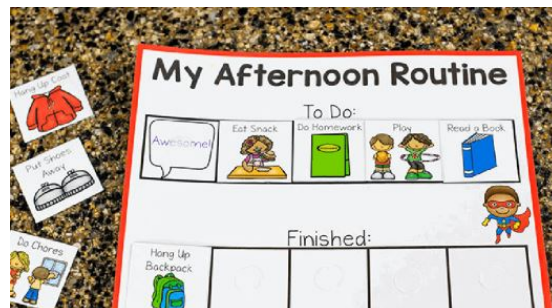 My Afternoon Routine
To Do:
Awesome!
Eat Snack
Do Homework
Play
Read a Book
Finished:
Hang Up
Backpack
Hang Up Coat
Put Shoes
Away
Do Chores